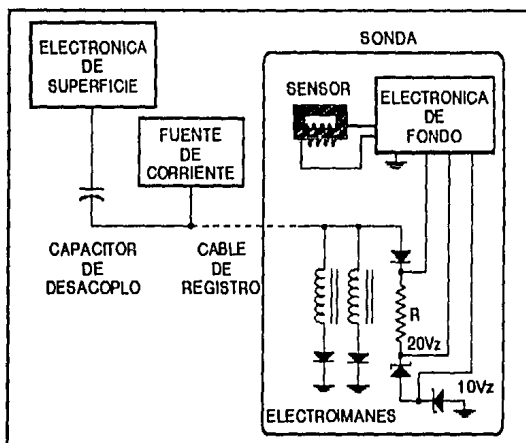 ELECTRONICA
DE
SUPERFICIE
FUENTE
DE
CORRIENTE
CAPACITOR
DE
DESACOPLO
CABLE
DE
REGISTRO
SONDA
SENSOR
ELECTRONICA
DE
FONDO
R
20Vz
10Vz
ELECTROIMANES